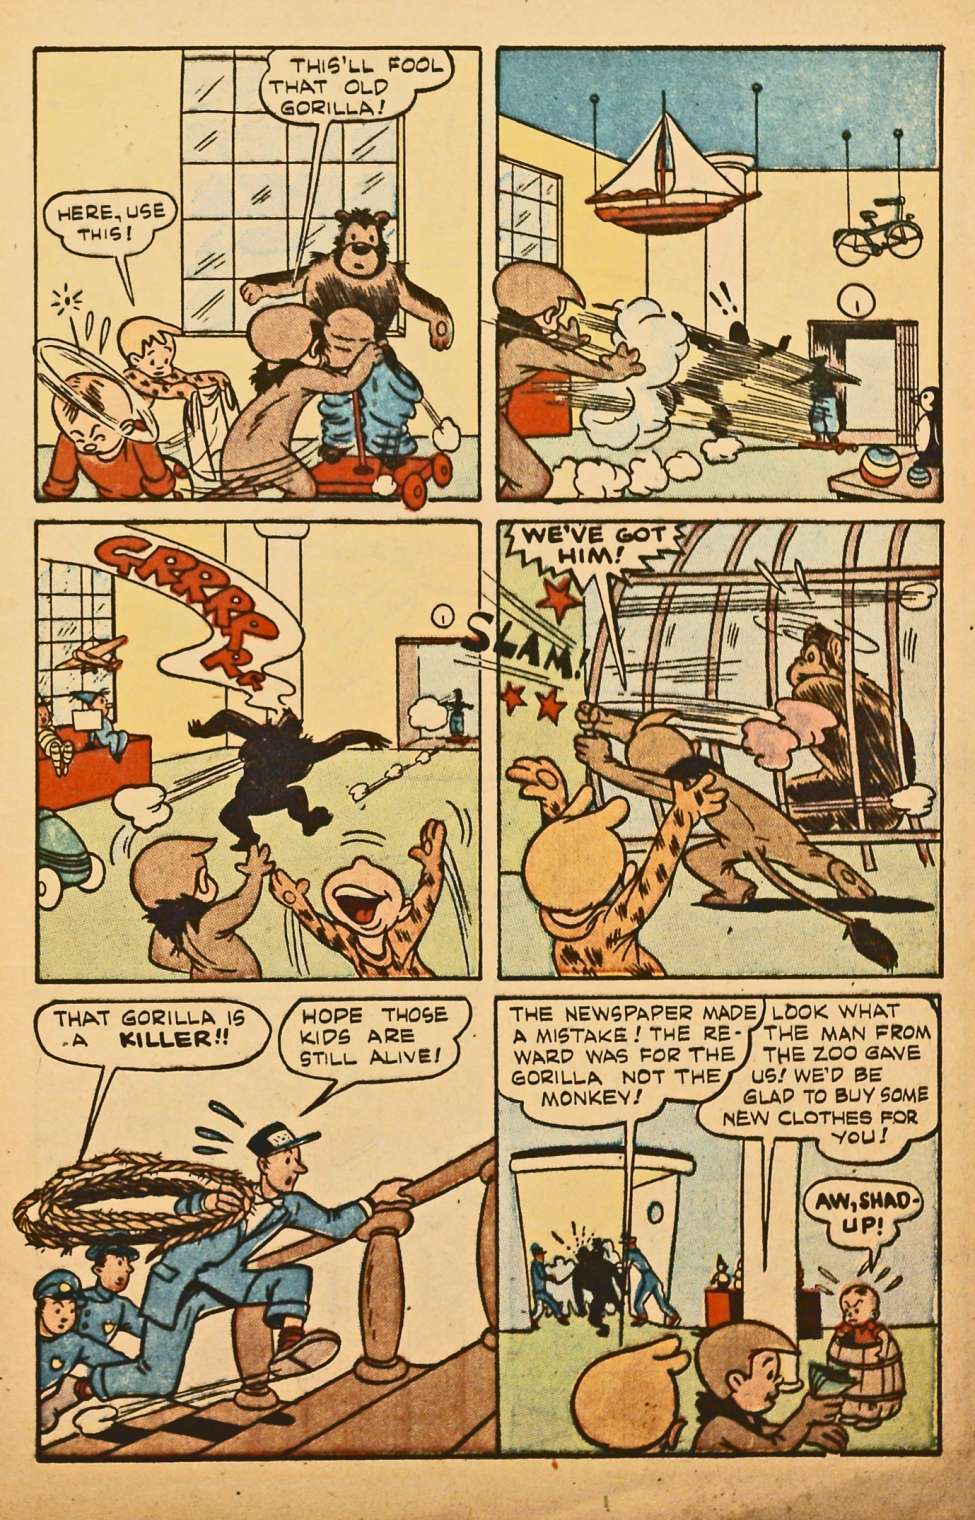 THIS'LL FOOL
THAT OLD
GORILLA!
HERE, USE
THIS!
GRRRRRRR
SLAM!
WE'VE GOT
HIM!
THAT GORILLA IS
A KILLER!!
HOPE THOSE
KIDS ARE
STILL ALIVE!
THE NEWSPAPER MADE
A MISTAKE! THE RE-
WARD WAS FOR THE
GORILLA NOT THE
MONKEY!
LOOK WHAT
THE MAN FROM
THE ZOO GAVE
US! WE'D BE
GLAD TO BUY SOME
NEW CLOTHES FOR
YOU!
AW, SHAD-
UP!